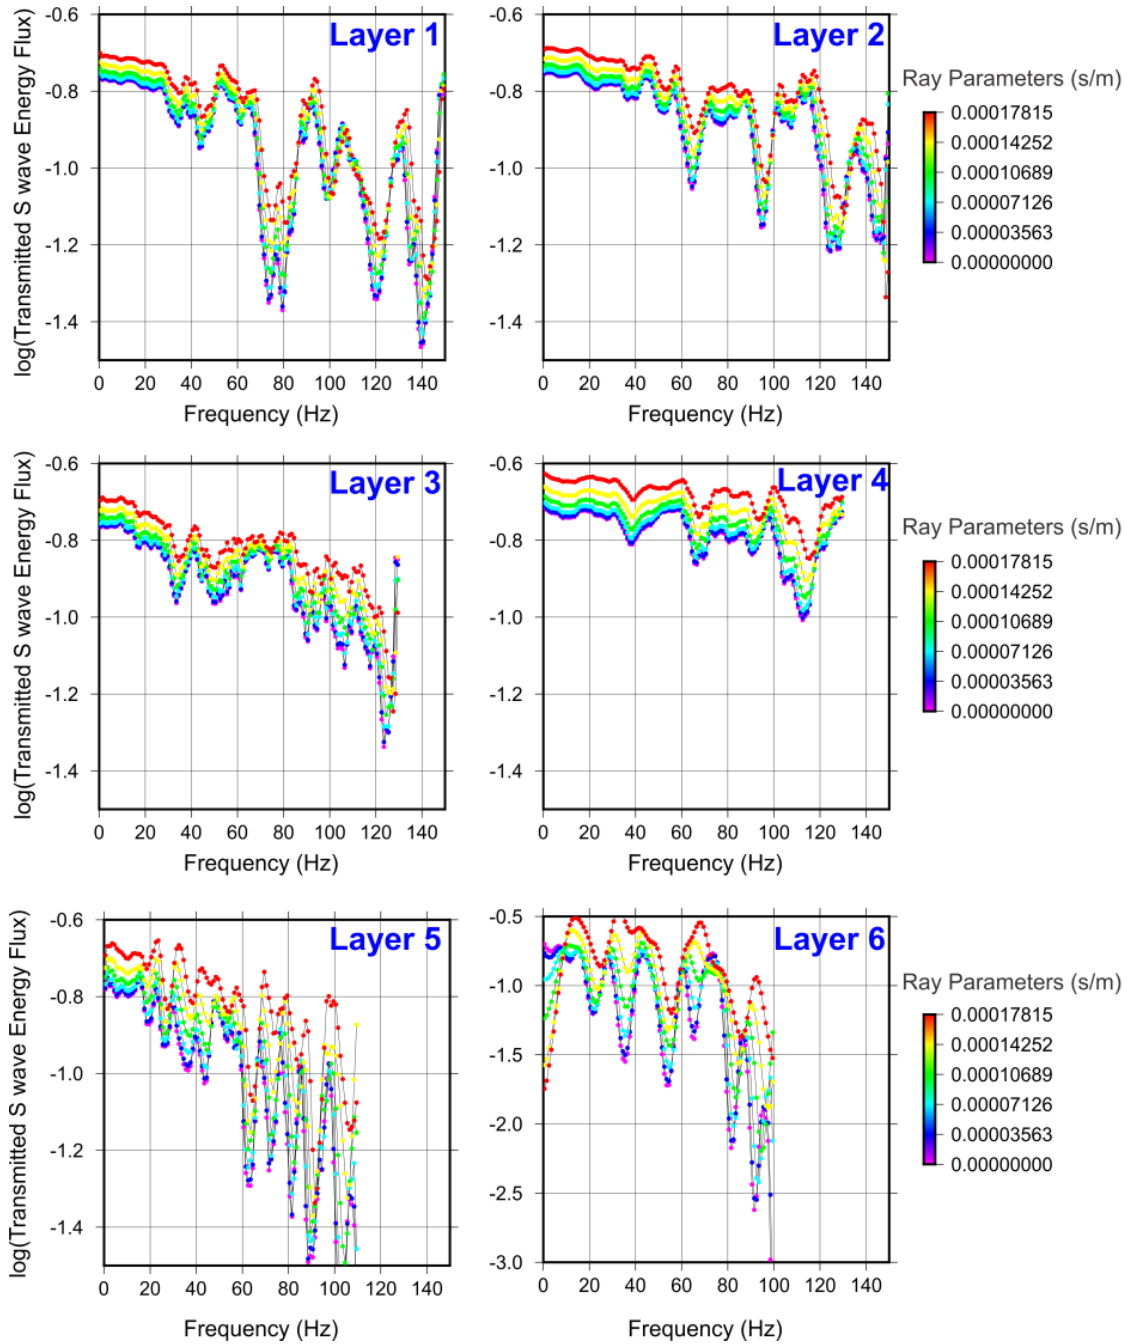 Layer 1
log(Transmitted S wave Energy Flux)
-0.6
-0.8
-1.0
-1.2
-1.4
0 20 40 60 80 100 120 140
Frequency (Hz)
Layer 2
-0.6
-0.8
-1.0
-1.2
-1.4
0 20 40 60 80 100 120 140
Frequency (Hz)
Ray Parameters (s/m)
0.00017815
0.00014252
0.00010689
0.00007126
0.00003563
0.00000000
Layer 3
log(Transmitted S wave Energy Flux)
-0.6
-0.8
-1.0
-1.2
-1.4
0 20 40 60 80 100 120 140
Frequency (Hz)
Layer 4
-0.6
-0.8
-1.0
-1.2
-1.4
0 20 40 60 80 100 120 140
Frequency (Hz)
Ray Parameters (s/m)
0.00017815
0.00014252
0.00010689
0.00007126
0.00003563
0.00000000
Layer 5
log(Transmitted S wave Energy Flux)
-0.6
-0.8
-1.0
-1.2
-1.4
0 20 40 60 80 100 120 140
Frequency (Hz)
Layer 6
-0.5
-1.0
-1.5
-2.0
-2.5
-3.0
0 20 40 60 80 100 120 140
Frequency (Hz)
Ray Parameters (s/m)
0.00017815
0.00014252
0.00010689
0.00007126
0.00003563
0.00000000